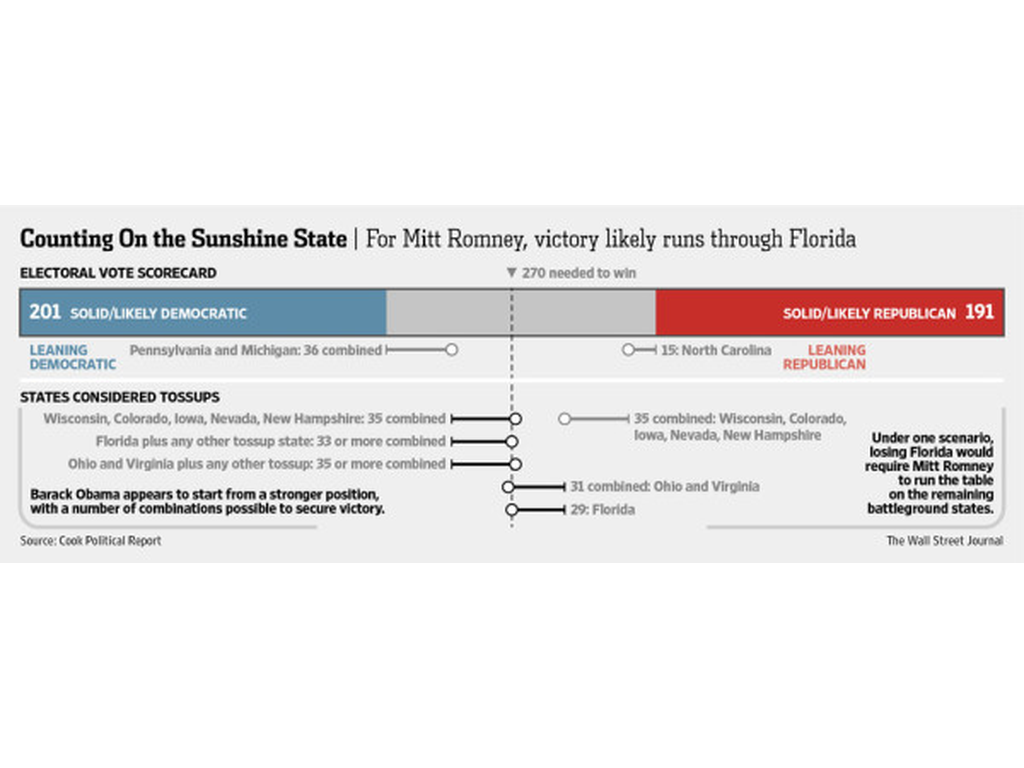 Counting On the Sunshine State | For Mitt Romney, victory likely runs through Florida
ELECTORAL VOTE SCORECARD
▼ 270 needed to win
201 SOLID/LIKELY DEMOCRATIC
SOLID/LIKELY REPUBLICAN 191
LEANING
DEMOCRATIC
Pennsylvania and Michigan: 36 combined
15: North Carolina
LEANING
REPUBLICAN
STATES CONSIDERED TOSSUPS
Wisconsin, Colorado, Iowa, Nevada, New Hampshire: 35 combined
35 combined: Wisconsin, Colorado,
Iowa, Nevada, New Hampshire
Florida plus any other tossup state: 33 or more combined
Ohio and Virginia plus any other tossup: 35 or more combined
31 combined: Ohio and Virginia
29: Florida
Barack Obama appears to start from a stronger position,
with a number of combinations possible to secure victory.
Under one scenario,
losing Florida would
require Mitt Romney
to run the table
on the remaining
battleground states.
Source: Cook Political Report
The Wall Street Journal